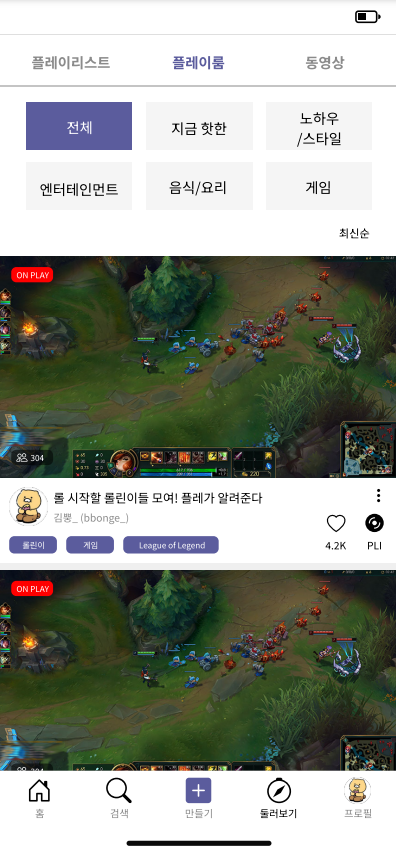 플레이리스트 플레이룸 동영상
전체 지금 핫한 노하우
/스타일
엔터테인먼트 음식/요리 게임
최신순
ON PLAY
304
220
롤 시작할 롤린이들 모여! 플레가 알려준다
김뽕_ (bbonge_)
롤린이 게임 League of Legend
4.2K PLI
ON PLAY
304
홈 검색 만들기 둘러보기 프로필